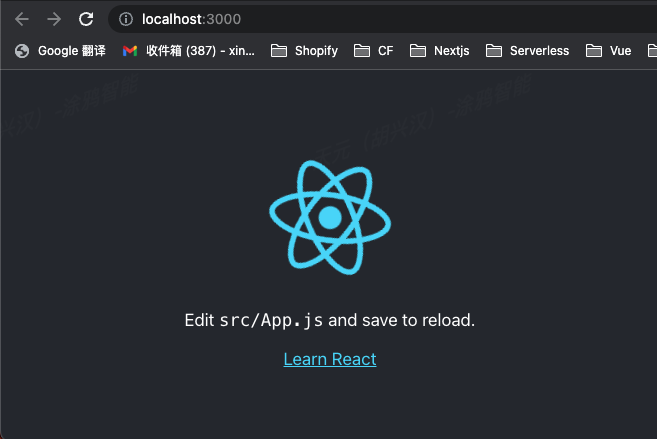 localhost:3000
Google 翻译 收件箱 (387) - xin... Shopify CF Nextjs Serverless Vue
Edit src/App.js and save to reload.
Learn React